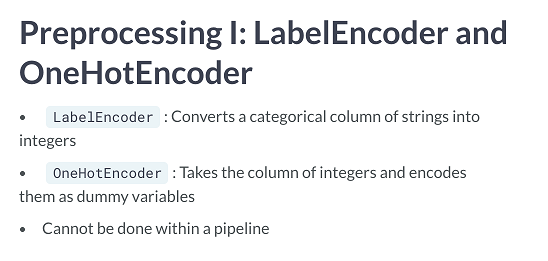 Preprocessing I: LabelEncoder and
OneHotEncoder
• LabelEncoder : Converts a categorical column of strings into
integers
• OneHotEncoder : Takes the column of integers and encodes
them as dummy variables
• Cannot be done within a pipeline